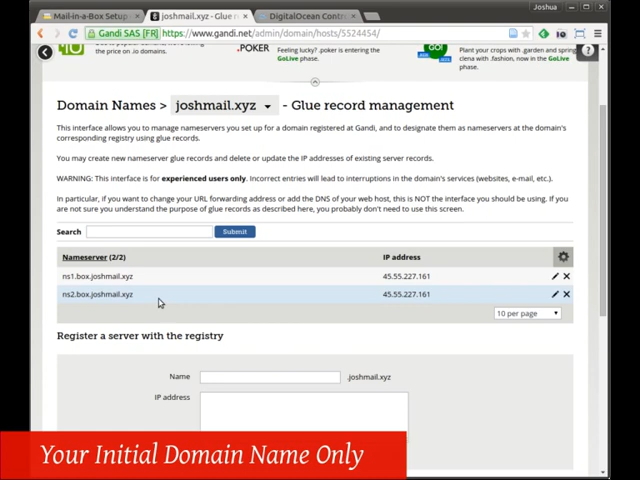 Joshua
Mail-in-a-Box Setup
joshmail.xyz - Glue r
DigitalOcean Contr
Gandi SAS [FR] https://www.gandi.net/admin/domain/hosts/5524454/
the price on .io domains.
.POKER
Feeling lucky? .poker is entering the GoLive phase!
GO!
Plant your crops with .garden and spring
clena with .fashion, now in the GoLive
?
Domain Names > joshmail.xyz - Glue record management
This interface allows you to manage nameservers you set up for a domain registered at Gandi, and to designate them as nameservers at the domain's
corresponding registry using glue records.
You may create new nameserver glue records and delete or update the IP addresses of existing server records.
WARNING: This interface is for experienced users only. Incorrect entries will lead to interruptions in the domain's services (websites, e-mail, etc.).
In particular, if you want to change your URL forwarding address or add the DNS of your web host, this is NOT the interface you should be using. If you
are not sure you understand the purpose of glue records as described here, you probably don't need to use this screen.
Search Submit
Nameserver (2/2) IP address
ns1.box.joshmail.xyz 45.55.227.161
ns2.box.joshmail.xyz 45.55.227.161
10 per page
Register a server with the registry
Name .joshmail.xyz
IP address
Your Initial Domain Name Only